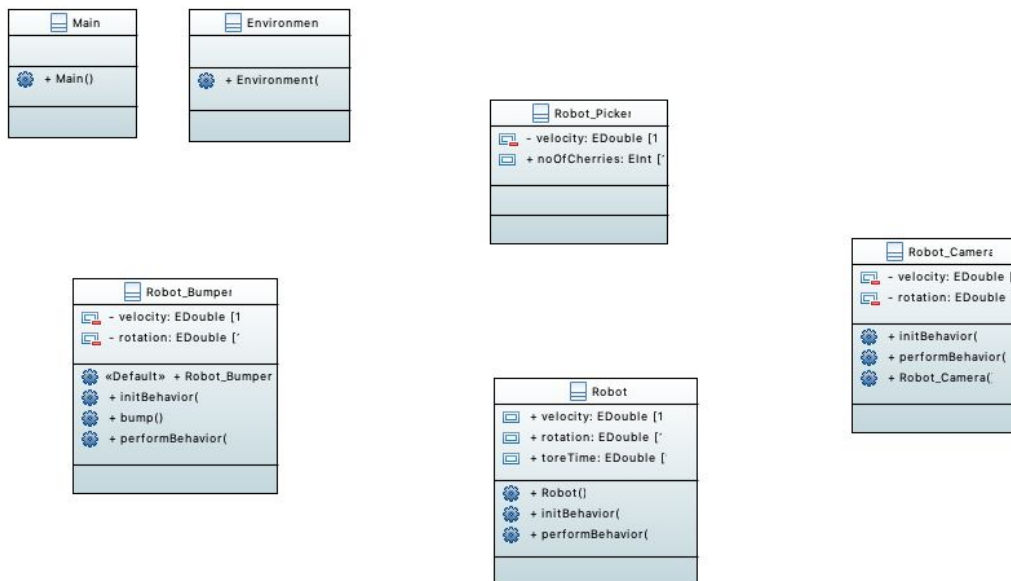 Main
+ Main()
Environmen
+ Environment(
Robot_Picker
- velocity: EDouble [1
+ noOfCherries: EInt [
Robot_Camera
- velocity: EDouble [
- rotation: EDouble
+ initBehavior(
+ performBehavior(
+ Robot_Camera(
Robot_Bumper
- velocity: EDouble [1
- rotation: EDouble [
«Default» + Robot_Bumper
+ initBehavior(
+ bump()
+ performBehavior(
Robot
+ velocity: EDouble [1
+ rotation: EDouble [
+ toreTime: EDouble [
+ Robot()
+ initBehavior(
+ performBehavior(